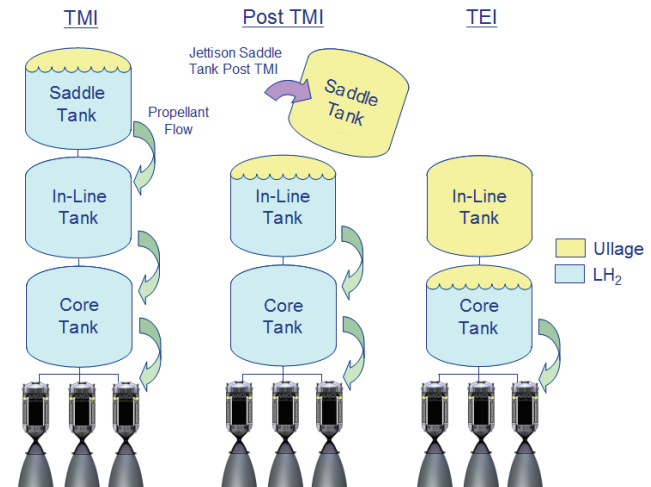 TMI
Post TMI
TEI
Jettison Saddle
Tank Post TMI
Saddle
Tank
Saddle
Tank
Propellant
Flow
In-Line
Tank
In-Line
Tank
In-Line
Tank
Ullage
LH₂
Core
Tank
Core
Tank
Core
Tank